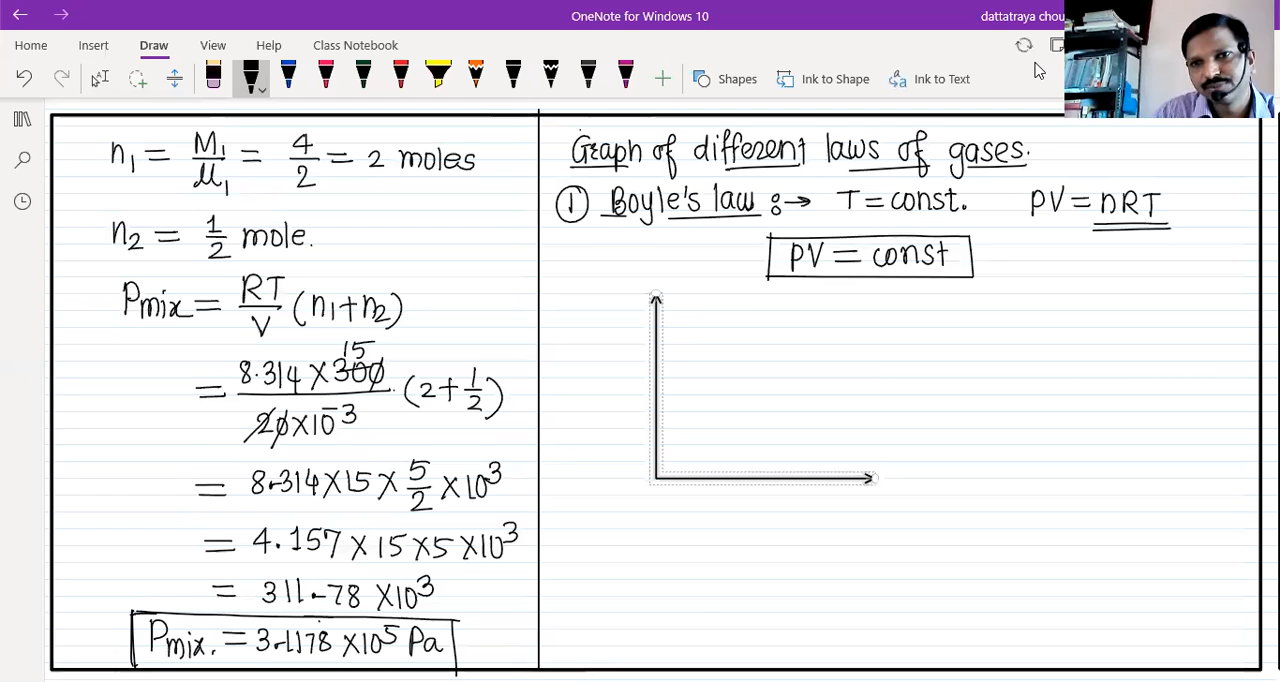 OneNote for Windows 10
dattatraya chou
Home Insert Draw View Help Class Notebook
Shapes Ink to Shape Ink to Text
n₁ = M₁/μ₁ = 4/2 = 2 moles
n₂ = 1/2 mole.
Pmix = RT/V (n₁+n₂)
= 8.314 × 300 15 / 20×10⁻³ (2+1/2)
= 8.314×15×5/2×10³
= 4.157×15×5×10³
= 311.78 ×10³
Pmix. = 3.1178 ×10⁵ Pa
Graph of different laws of gases.
① Boyle's law :→ T = const. PV = nRT
PV = const